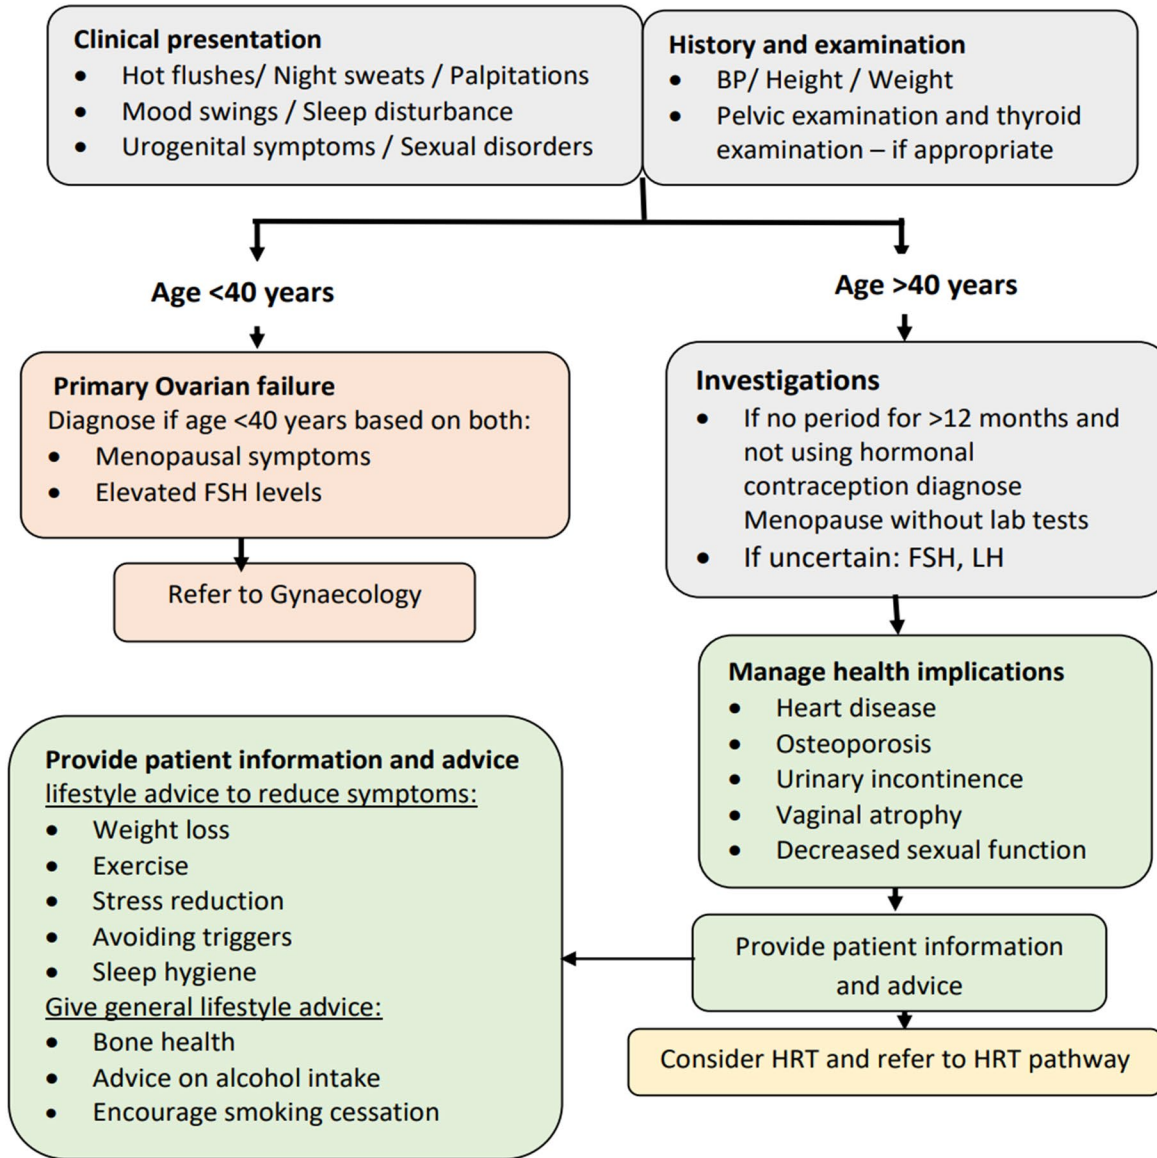 Clinical presentation
• Hot flushes/ Night sweats / Palpitations
• Mood swings / Sleep disturbance
• Urogenital symptoms / Sexual disorders
History and examination
• BP/ Height / Weight
• Pelvic examination and thyroid
examination – if appropriate
Age <40 years
Age >40 years
Primary Ovarian failure
Diagnose if age <40 years based on both:
• Menopausal symptoms
• Elevated FSH levels
Refer to Gynaecology
Investigations
• If no period for >12 months and
not using hormonal
contraception diagnose
Menopause without lab tests
• If uncertain: FSH, LH
Manage health implications
• Heart disease
• Osteoporosis
• Urinary incontinence
• Vaginal atrophy
• Decreased sexual function
Provide patient information
and advice
Provide patient information and advice
lifestyle advice to reduce symptoms:
• Weight loss
• Exercise
• Stress reduction
• Avoiding triggers
• Sleep hygiene
Give general lifestyle advice:
• Bone health
• Advice on alcohol intake
• Encourage smoking cessation
Consider HRT and refer to HRT pathway